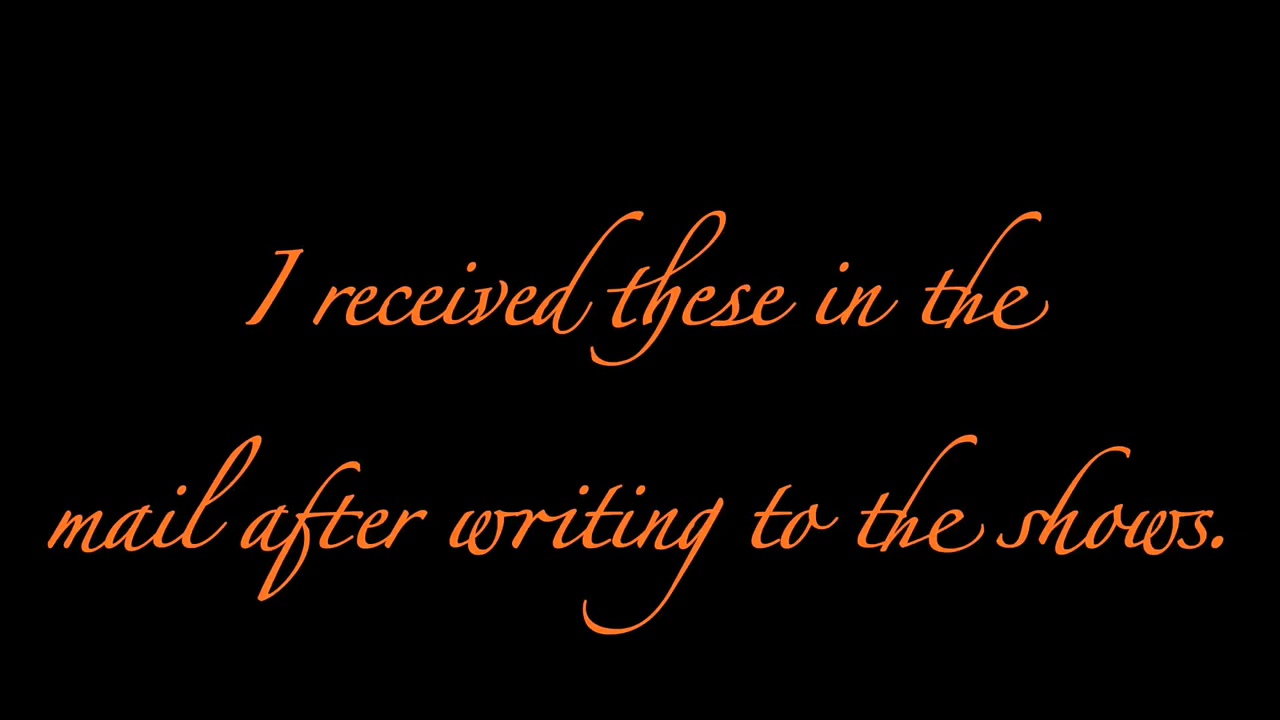 I received these in the
mail after writing to the shows.